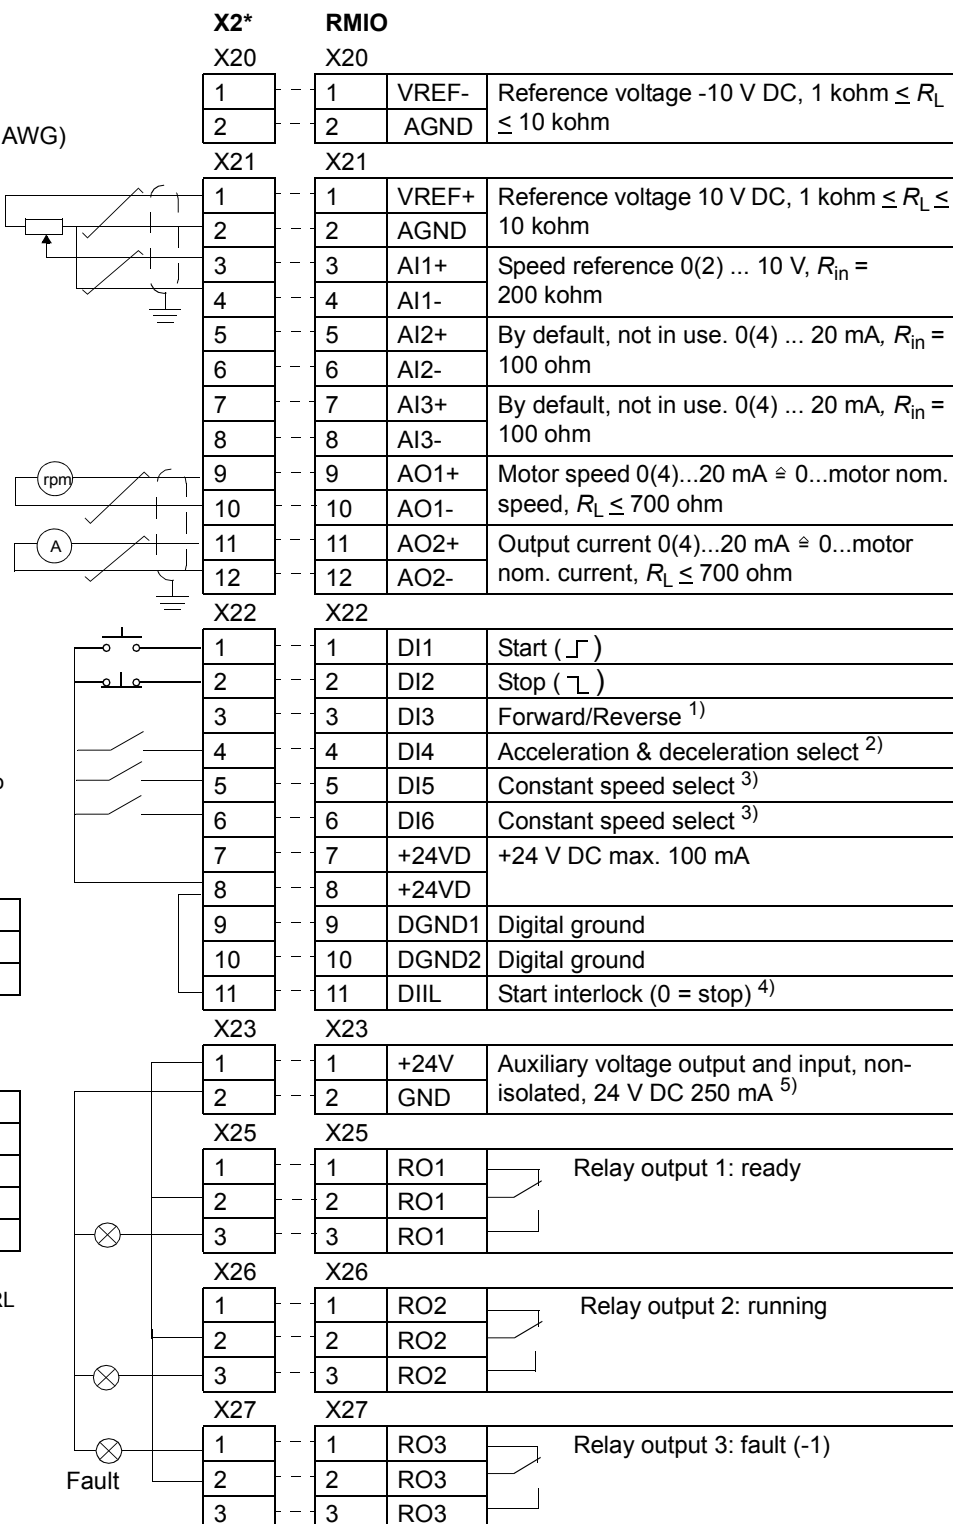 X2* RMIO
X20 X20
1 1 VREF- Reference voltage -10 V DC, 1 kohm ≤ RL
2 2 AGND ≤ 10 kohm
AWG)
X21 X21
1 1 VREF+ Reference voltage 10 V DC, 1 kohm ≤ RL ≤
2 2 AGND 10 kohm
3 3 AI1+ Speed reference 0(2) ... 10 V, Rin =
4 4 AI1- 200 kohm
5 5 AI2+ By default, not in use. 0(4) ... 20 mA, Rin =
6 6 AI2- 100 ohm
7 7 AI3+ By default, not in use. 0(4) ... 20 mA, Rin =
8 8 AI3- 100 ohm
rpm 9 9 AO1+ Motor speed 0(4)...20 mA ≙ 0...motor nom.
10 10 AO1- speed, RL ≤ 700 ohm
A 11 11 AO2+ Output current 0(4)...20 mA ≙ 0...motor
12 12 AO2- nom. current, RL ≤ 700 ohm
X22 X22
1 1 DI1 Start ( )
2 2 DI2 Stop ( )
3 3 DI3 Forward/Reverse 1)
4 4 DI4 Acceleration & deceleration select 2)
5 5 DI5 Constant speed select 3)
6 6 DI6 Constant speed select 3)
7 7 +24VD +24 V DC max. 100 mA
8 8 +24VD
9 9 DGND1 Digital ground
10 10 DGND2 Digital ground
11 11 DIIL Start interlock (0 = stop) 4)
X23 X23
1 1 +24V Auxiliary voltage output and input, non-
2 2 GND isolated, 24 V DC 250 mA 5)
X25 X25
1 1 RO1 Relay output 1: ready
2 2 RO1
3 3 RO1
X26 X26
1 1 RO2 Relay output 2: running
2 2 RO2
3 3 RO2
X27 X27
1 1 RO3 Relay output 3: fault (-1)
Fault 2 2 RO3
3 3 RO3